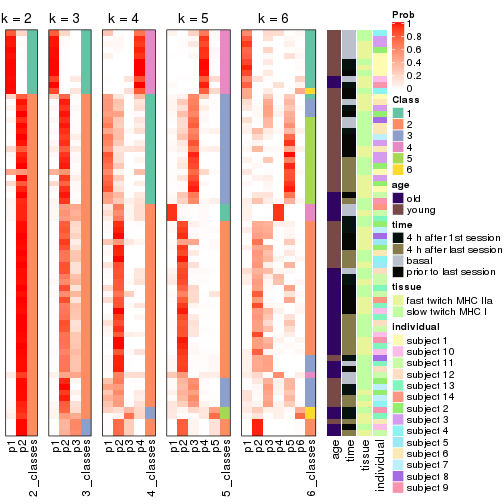 k = 2
k = 3
k = 4
k = 5
k = 6
p1
p2
2_classes
p1
p2
p3
3_classes
p1
p2
p3
p4
4_classes
p1
p2
p3
p4
p5
5_classes
p1
p2
p3
p4
p5
p6
6_classes
age
time
tissue
individual
Prob
1
0.8
0.6
0.4
0.2
0
Class
1
2
3
4
5
6
age
old
young
time
4 h after 1st session
4 h after last session
basal
prior to last session
tissue
fast twitch MHC IIa
slow twitch MHC I
individual
subject 1
subject 10
subject 11
subject 12
subject 13
subject 14
subject 2
subject 3
subject 4
subject 5
subject 6
subject 7
subject 8
subject 9